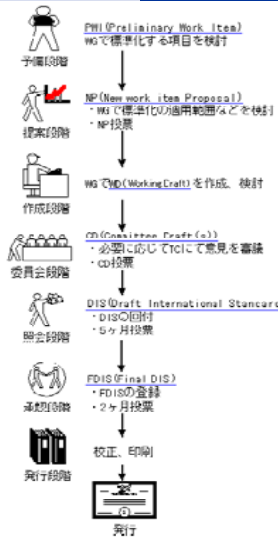 PWI(Preliminary Work Item)
WGで標準化する項目を検討
予備段階
NP(New work item Proposal)
・WGで標準化の適用範囲などを検討
・NP投票
提案段階
WGでWD(WorkingDraft)を作成、検討
作成段階
CD(Committee Draft(s))
・必要に応じてTCにて意見を審議
・CD投票
委員会段階
DIS(Draft International Standard
・DISの回付
・5ヶ月投票
照会段階
FDIS(Final DIS)
・FDISの登録
・2ヶ月投票
承認段階
校正、印刷
発行段階
発行